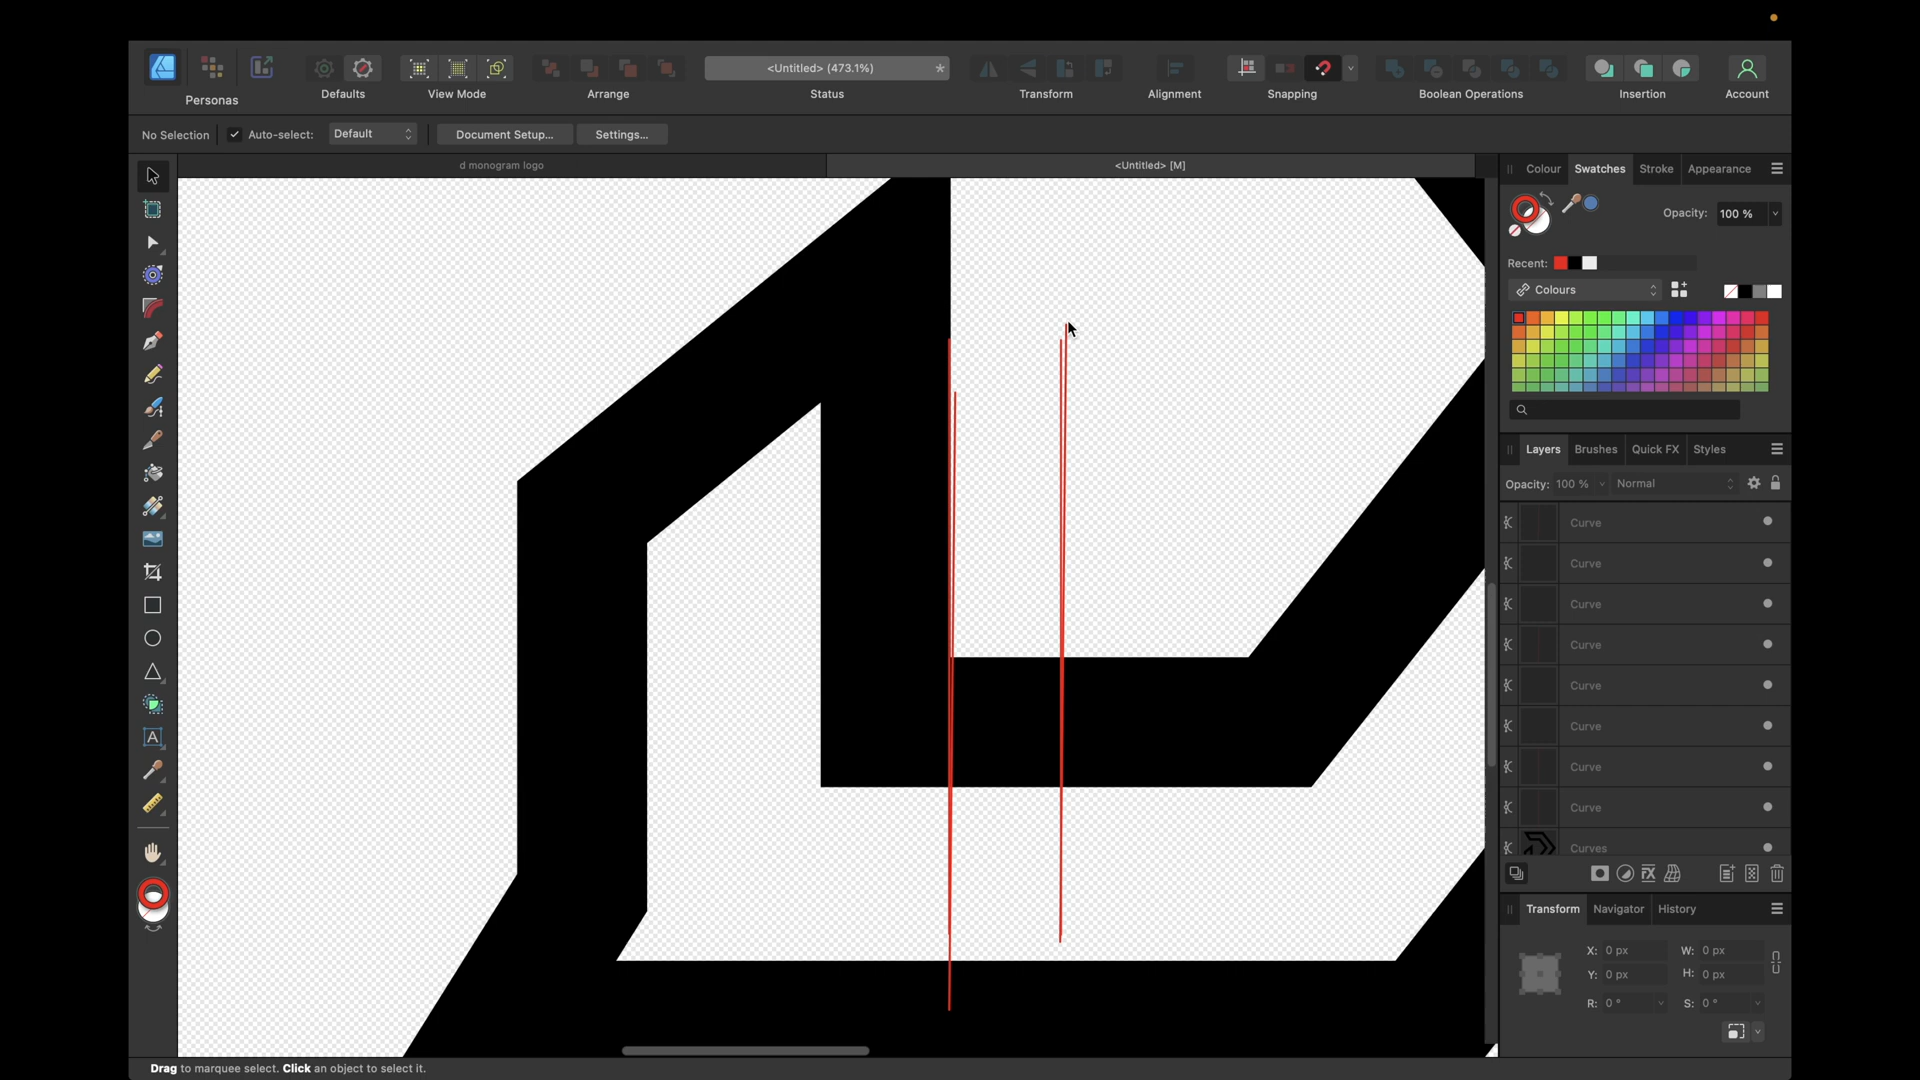 <Untitled> (473.1%)
*
Personas
Defaults
View Mode
Arrange
Status
Transform
Alignment
Snapping
Boolean Operations
Insertion
Account
No Selection
Auto-select:
Default
Document Setup...
Settings...
d monogram logo
<Untitled> [M]
Colour
Swatches
Stroke
Appearance
Opacity:
100 %
Recent:
Colours
Layers
Brushes
Quick FX
Styles
Opacity:
100 %
Normal
Curve
Curve
Curve
Curve
Curve
Curve
Curve
Curve
Curves
Transform
Navigator
History
X: 0 px
W: 0 px
Y: 0 px
H: 0 px
R: 0 °
S: 0 °
Drag to marquee select. Click an object to select it.